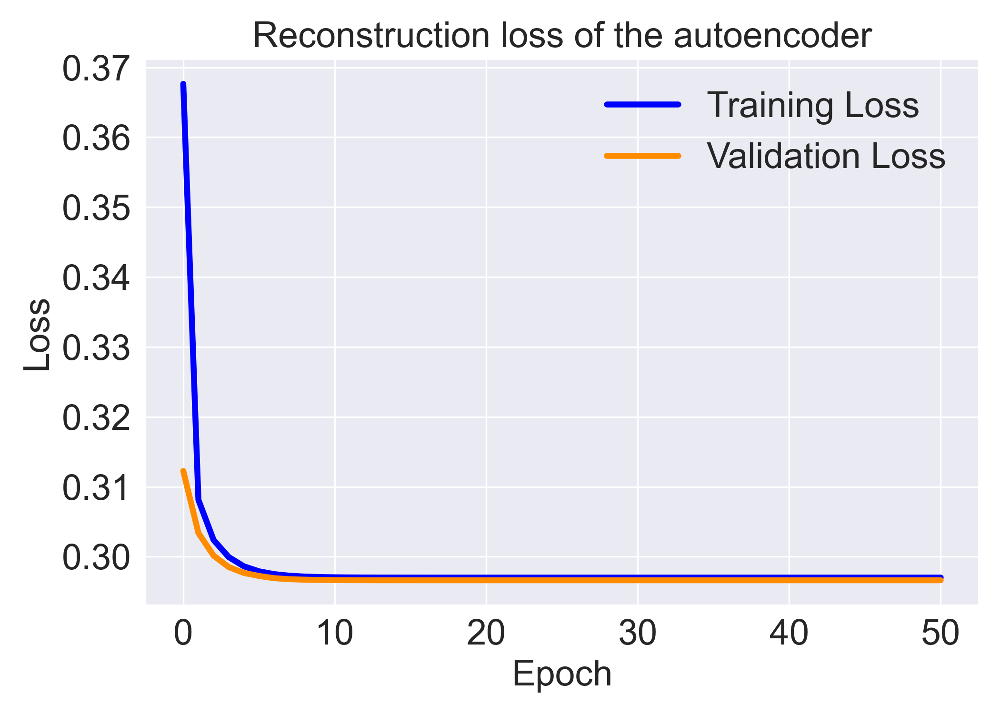 Reconstruction loss of the autoencoder
0.37
0.36
0.35
0.34
0.33
0.32
0.31
0.30
Loss
Training Loss
Validation Loss
0 10 20 30 40 50
Epoch